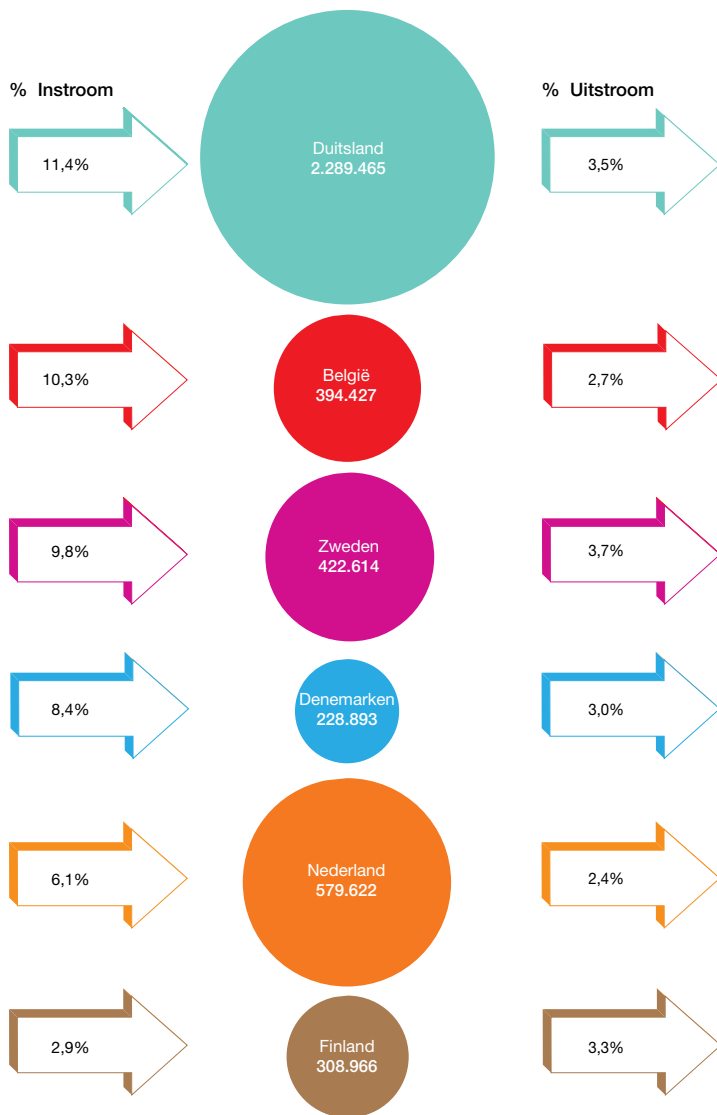 % Instroom
% Uitstroom
Duitsland
2.289.465
11,4%
3,5%
België
394.427
10,3%
2,7%
Zweden
422.614
9,8%
3,7%
Denemarken
228.893
8,4%
3,0%
Nederland
579.622
6,1%
2,4%
Finland
308.966
2,9%
3,3%